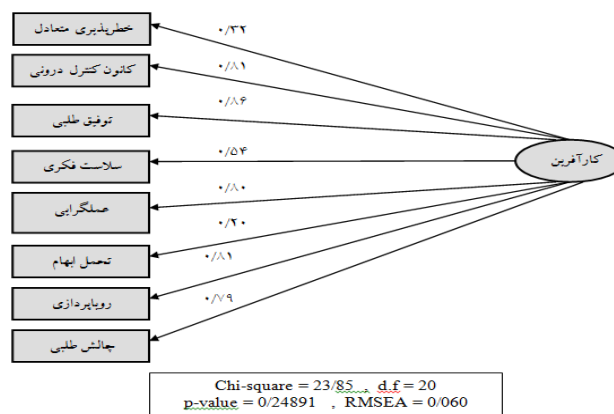 خطرپذیری متعادل
۰/۳۲
کانون کنترل درونی
۰/۸۱
توفیق طلبی
۰/۸۶
سلاست فکری
۰/۵۴
کارآفرین
عملگرایی
۰/۸۰
تحمل ابهام
۰/۲۰
رویاپردازی
۰/۸۱
چالش طلبی
۰/۷۹
Chi-square = 23/85 , d.f = 20
p-value = 0/24891 , RMSEA = 0/060